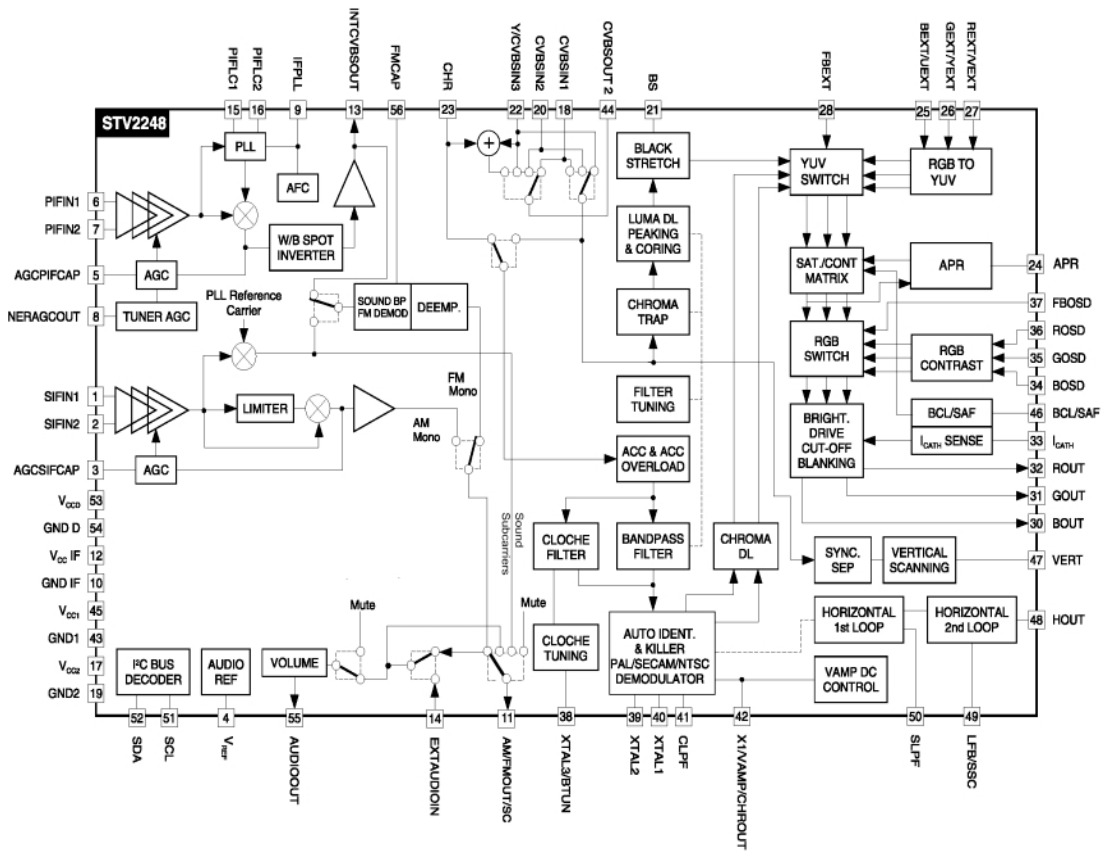 PIFLC1
PIFLC2
IFPLL
INTCVBSOUT
FMCAP
CHR
Y/CVBSIN3
CVBSIN2
CVBSIN1
CVBSOUT 2
BS
FBEXT
BEXT/UEXT
GEXT/YEXT
REXT/VEXT
15
16
9
13
56
23
22
20
18
44
21
28
25
26
27
STV2248
PLL
AFC
+
BLACK
STRETCH
YUV
SWITCH
RGB TO
YUV
PIFIN1
6
PIFIN2
7
W/B SPOT
INVERTER
LUMA DL
PEAKING
& CORING
SAT./CONT
MATRIX
APR
24
APR
AGCPIFCAP
5
AGC
NERAGCOUT
8
TUNER AGC
PLL Reference
Carrier
SOUND BP
FM DEMOD
DEEMP.
CHROMA
TRAP
RGB
SWITCH
RGB
CONTRAST
37
FBOSD
36
ROSD
35
GOSD
34
BOSD
SIFIN1
1
SIFIN2
2
LIMITER
FM
Mono
AM
Mono
FILTER
TUNING
BRIGHT.
DRIVE
CUT-OFF
BLANKING
BCL/SAF
46
BCL/SAF
ICATH SENSE
33
ICATH
AGCSIFCAP
3
AGC
ACC & ACC
OVERLOAD
32
ROUT
31
GOUT
30
BOUT
VCCD
53
GND D
54
VCC IF
12
GND IF
10
VCC1
45
GND1
43
VCC2
17
GND2
19
Sound
Subcarriers
CLOCHE
FILTER
BANDPASS
FILTER
CHROMA
DL
SYNC.
SEP
VERTICAL
SCANNING
47
VERT
Mute
Mute
HORIZONTAL
1st LOOP
HORIZONTAL
2nd LOOP
48
HOUT
I²C BUS
DECODER
AUDIO
REF
VOLUME
CLOCHE
TUNING
AUTO IDENT.
& KILLER
PAL/SECAM/NTSC
DEMODULATOR
VAMP DC
CONTROL
52
51
4
55
14
11
38
39
40
41
42
50
49
SDA
SCL
VREF
AUDIOOUT
EXTAUDIOIN
AM/FMOUT/SC
XTAL3/BTUN
XTAL2
XTAL1
CLPF
X1/VAMP/CHROUT
SLPF
LFB/SSC